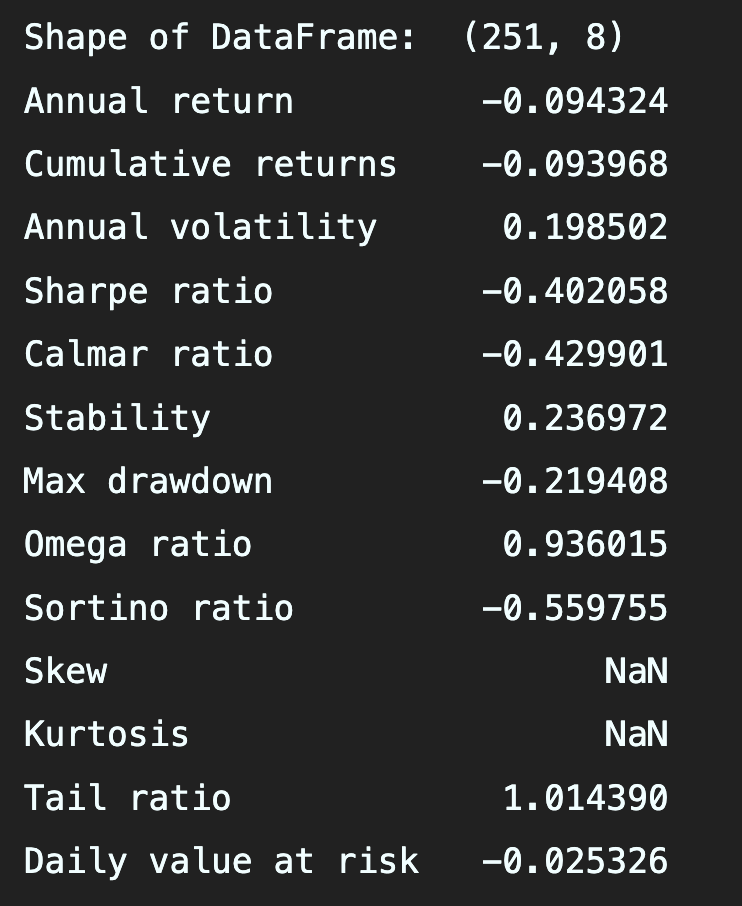 Shape of DataFrame:  (251, 8)
Annual return         -0.094324
Cumulative returns    -0.093968
Annual volatility      0.198502
Sharpe ratio          -0.402058
Calmar ratio          -0.429901
Stability              0.236972
Max drawdown          -0.219408
Omega ratio            0.936015
Sortino ratio         -0.559755
Skew                        NaN
Kurtosis                    NaN
Tail ratio             1.014390
Daily value at risk   -0.025326